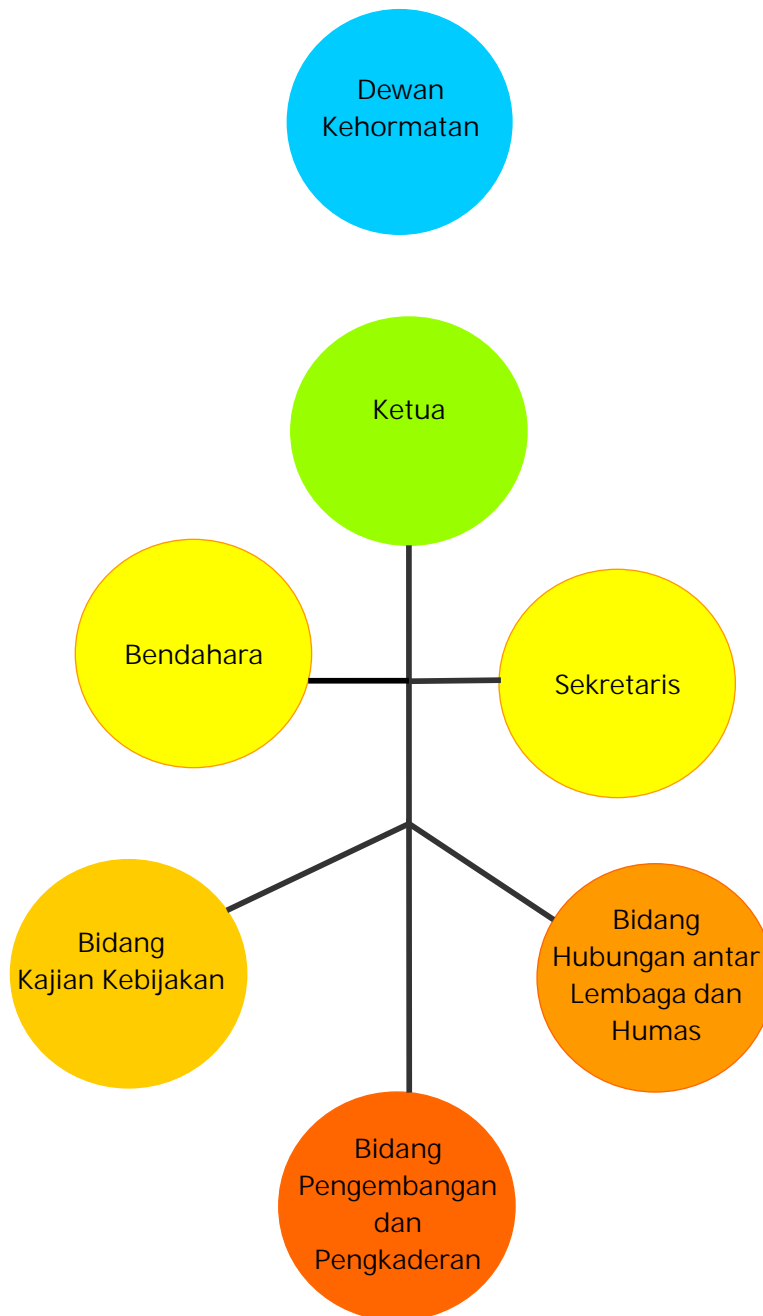 Dewan
Kehormatan
Ketua
Bendahara
Sekretaris
Bidang
Kajian Kebijakan
Bidang
Hubungan antar
Lembaga dan
Humas
Bidang
Pengembangan
dan
Pengkaderan